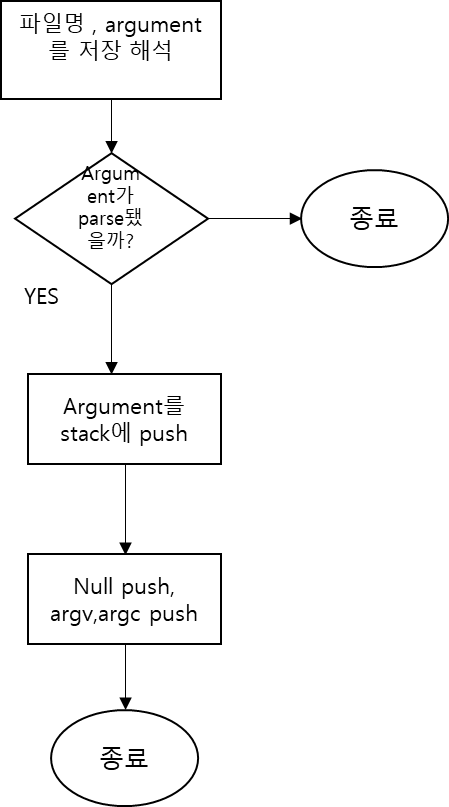 파일명 , argument
를 저장 해석
Argum
ent가
parse됐
을까?
종료
YES
Argument를
stack에 push
Null push,
argv,argc push
종료